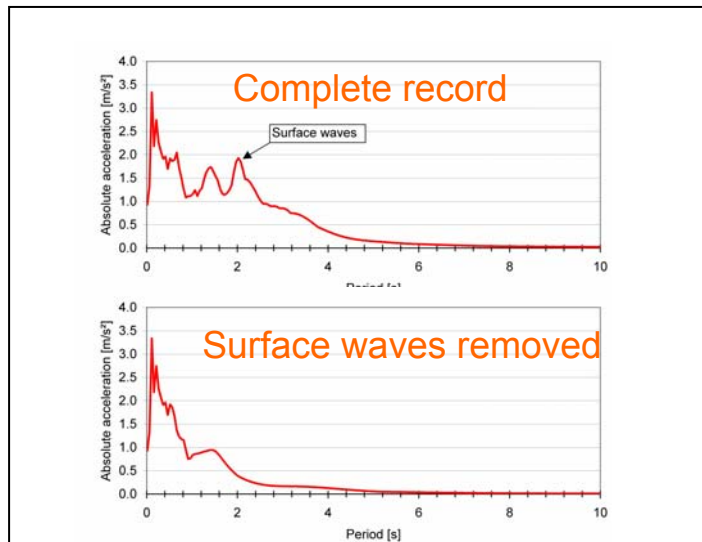 Complete record
Absolute acceleration [m/s²]
4.0
3.5
3.0
2.5
2.0
1.5
1.0
0.5
0.0
Surface waves
0 2 4 6 8 10
Period [s]
Surface waves removed
Absolute acceleration [m/s²]
4.0
3.5
3.0
2.5
2.0
1.5
1.0
0.5
0.0
0 2 4 6 8 10
Period [s]